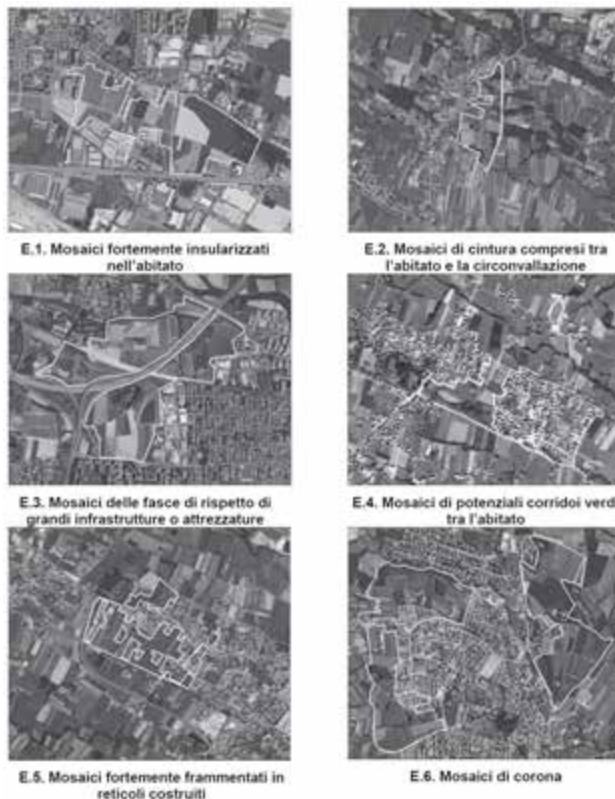 E.1. Mosaici fortemente insularizzati
nell'abitato
E.2. Mosaici di cintura compresi tra
l'abitato e la circonvallazione
E.3. Mosaici delle fasce di rispetto di
grandi infrastrutture o attrezzature
E.4. Mosaici di potenziali corridoi verdi
tra l'abitato
E.5. Mosaici fortemente frammentati in
reticoli costruiti
E.6. Mosaici di corona